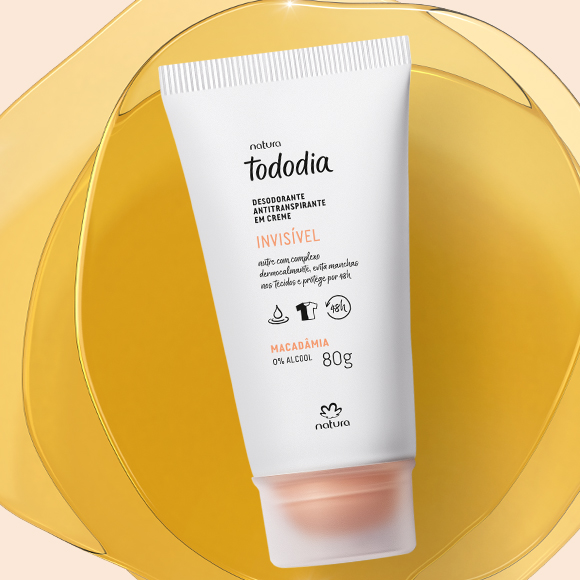 natura
Tododia
DESODORANTE
ANTITRANSPIRANTE
EM CREME
INVISÍVEL
nutre com complexo
dermocalmante, evita manchas
nos tecidos e protege por 48h
48h
MACADÂMIA
0% ALCOOL 80g
natura